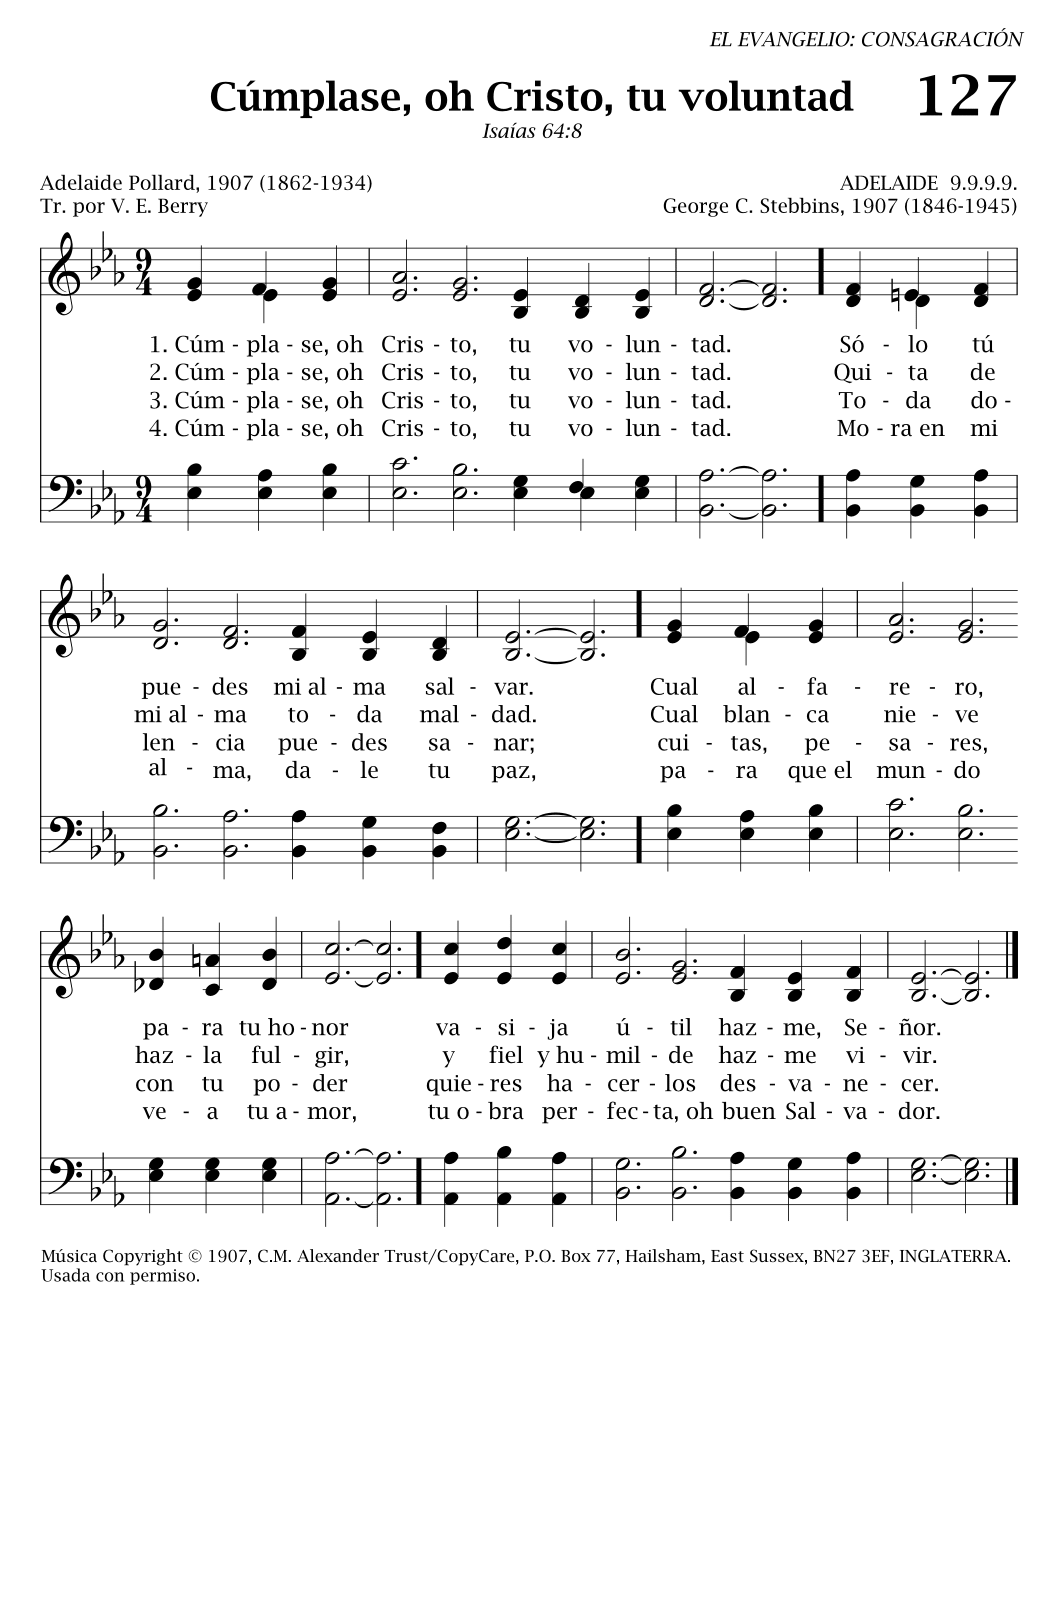 EL EVANGELIO: CONSAGRACIÓN
Cúmplase, oh Cristo, tu voluntad 127
Isaías 64:8
Adelaide Pollard, 1907 (1862-1934) ADELAIDE 9.9.9.9.
Tr. por V. E. Berry George C. Stebbins, 1907 (1846-1945)
9 4
1. Cúm - pla - se, oh Cris - to, tu vo - lun - tad. Só - lo tú
2. Cúm - pla - se, oh Cris - to, tu vo - lun - tad. Qui - ta de
3. Cúm - pla - se, oh Cris - to, tu vo - lun - tad. To - da do -
4. Cúm - pla - se, oh Cris - to, tu vo - lun - tad. Mo - ra en mi
9 4
pue - des mi al - ma sal - var. Cual al - fa - re - ro,
mi al - ma to - da mal - dad. Cual blan - ca nie - ve
len - cia pue - des sa - nar; cui - tas, pe - sa - res,
al - ma, da - le tu paz, pa - ra que el mun - do
pa - ra tu ho - nor va - si - ja ú - til haz - me, Se - ñor.
haz - la ful - gir, y fiel y hu - mil - de haz - me vi - vir.
con tu po - der quie - res ha - cer - los des - va - ne - cer.
ve - a tu a - mor, tu o - bra per - fec - ta, oh buen Sal - va - dor.
Música Copyright © 1907, C.M. Alexander Trust/CopyCare, P.O. Box 77, Hailsham, East Sussex, BN27 3EF, INGLATERRA.
Usada con permiso.